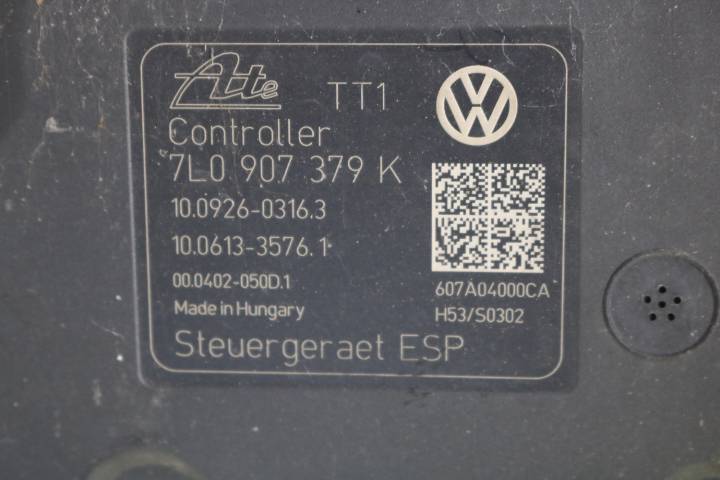 Ate TT1
Controller
7L0 907 379 K
10.0926-0316.3
10.0613-3576.1
00.0402-050D.1
607A04000CA
Made in Hungary
H53/S0302
Steuergeraet ESP